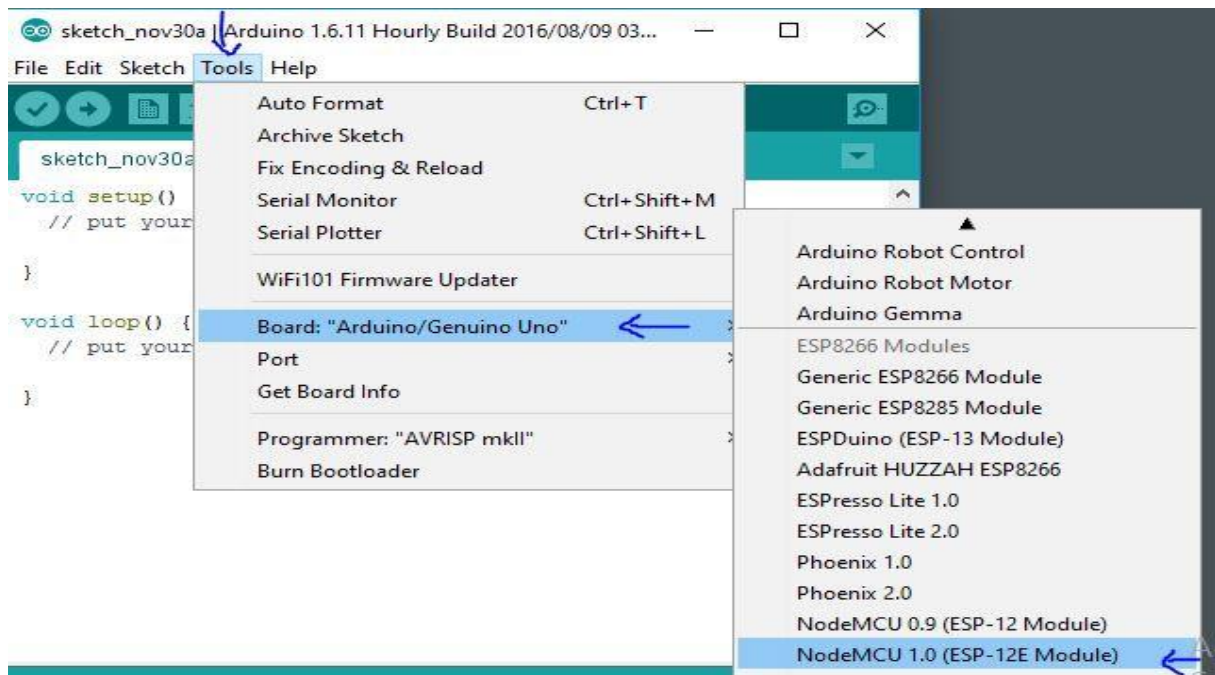 sketch_nov30a | Arduino 1.6.11 Hourly Build 2016/08/09 03...
File Edit Sketch Tools Help
Auto Format Ctrl+T
Archive Sketch
sketch_nov30a
Fix Encoding & Reload
void setup()
Serial Monitor Ctrl+Shift+M
// put your
Serial Plotter Ctrl+Shift+L
}
WiFi101 Firmware Updater
void loop() {
Board: "Arduino/Genuino Uno"
// put your
Port
Get Board Info
}
Programmer: "AVRISP mkII"
Burn Bootloader
Arduino Robot Control
Arduino Robot Motor
Arduino Gemma
ESP8266 Modules
Generic ESP8266 Module
Generic ESP8285 Module
ESPDuino (ESP-13 Module)
Adafruit HUZZAH ESP8266
ESPresso Lite 1.0
ESPresso Lite 2.0
Phoenix 1.0
Phoenix 2.0
NodeMCU 0.9 (ESP-12 Module)
NodeMCU 1.0 (ESP-12E Module)